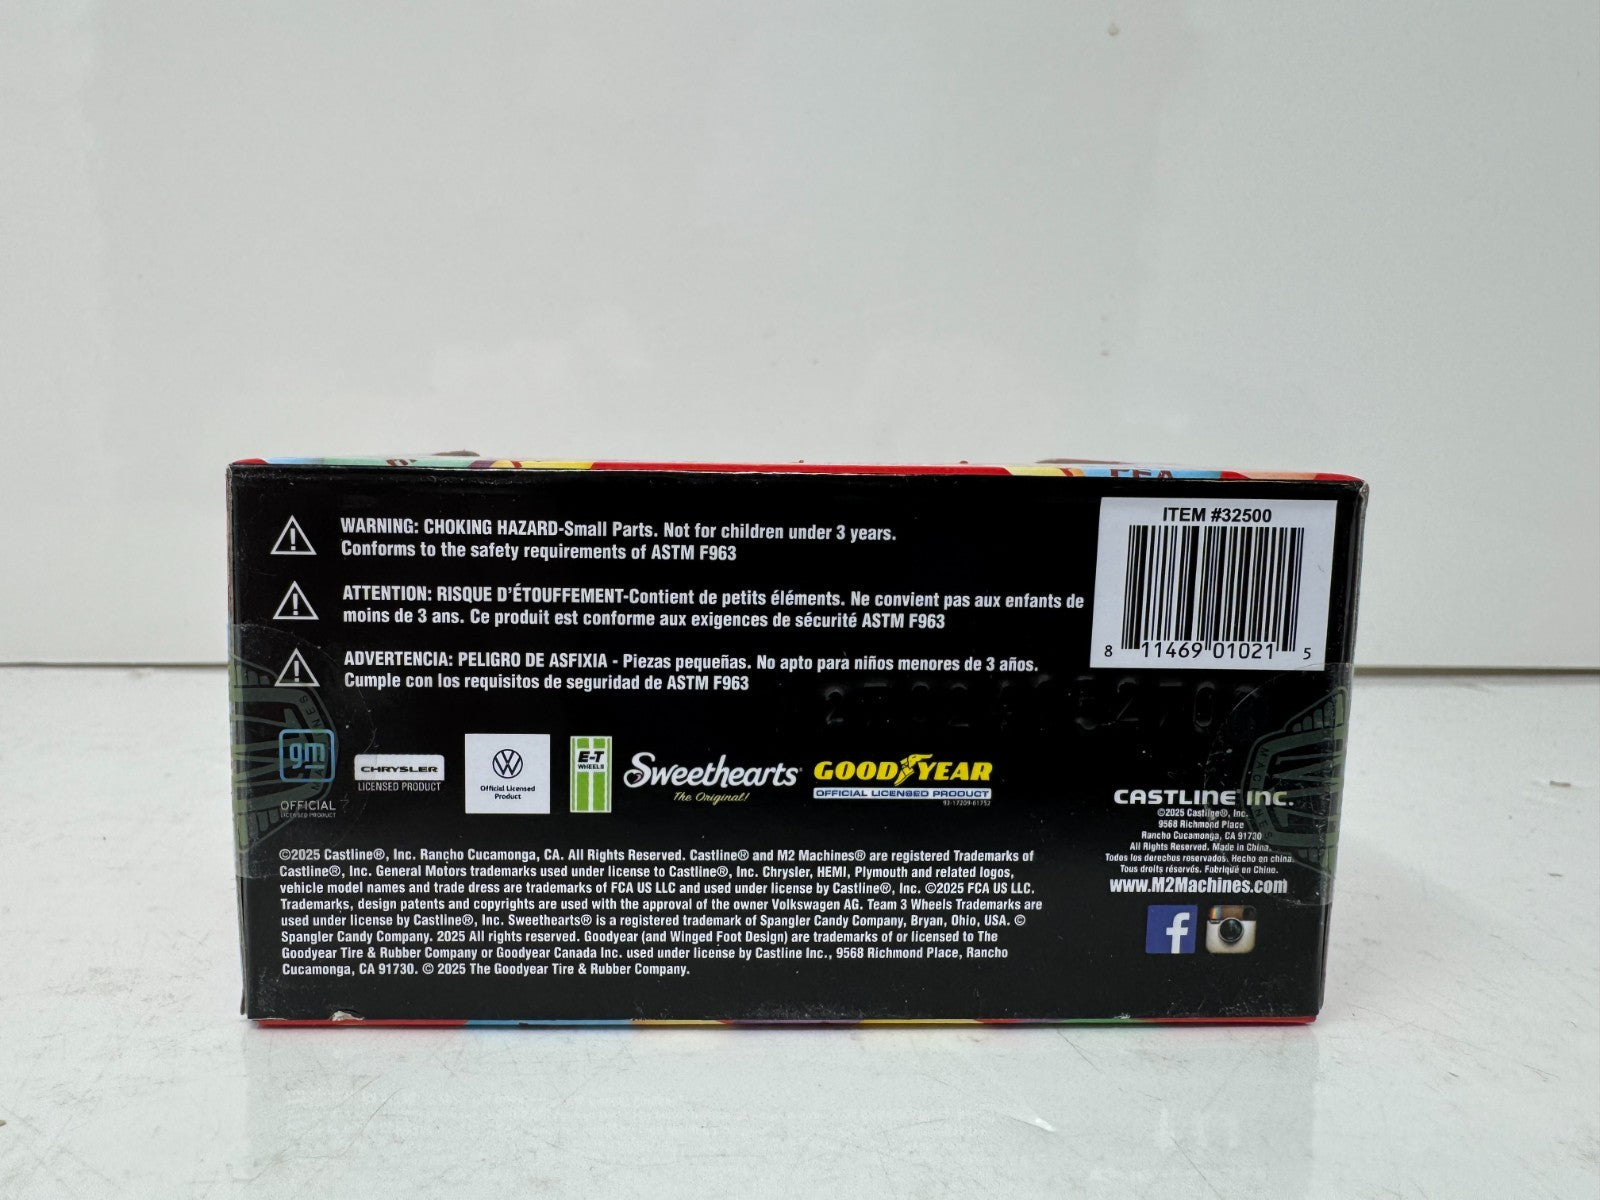 WARNING: CHOKING HAZARD-Small Parts. Not for children under 3 years.
Conforms to the safety requirements of ASTM F963
ATTENTION: RISQUE D'ÉTOUFFEMENT-Contient de petits éléments. Ne convient pas aux enfants de
moins de 3 ans. Ce produit est conforme aux exigences de sécurité ASTM F963
ADVERTENCIA: PELIGRO DE ASFIXIA - Piezas pequeñas. No apto para niños menores de 3 años.
Cumple con los requisitos de seguridad de ASTM F963
ITEM #32500
8 11469 01021 5
gm
OFFICIAL
LICENSED PRODUCT
CHRYSLER
LICENSED PRODUCT
Official Licensed
Product
E-T
WHEELS
Sweethearts
The Original!
GOODYEAR
OFFICIAL LICENSED PRODUCT
CASTLINE INC.
©2025 Castline®, Inc.
9568 Richmond Place
Rancho Cucamonga, CA 91730
All Rights Reserved. Made in China.
Todos los derechos reservados. Hecho en china.
Tous droits réservés. Fabriqué en Chine.
www.M2Machines.com
f
©2025 Castline®, Inc. Rancho Cucamonga, CA. All Rights Reserved. Castline® and M2 Machines® are registered Trademarks of
Castline®, Inc. General Motors trademarks used under license to Castline®, Inc. Chrysler, HEMI, Plymouth and related logos,
vehicle model names and trade dress are trademarks of FCA US LLC and used under license by Castline®, Inc. ©2025 FCA US LLC.
Trademarks, design patents and copyrights are used with the approval of the owner Volkswagen AG. Team 3 Wheels Trademarks are
used under license by Castline®, Inc. Sweethearts® is a registered trademark of Spangler Candy Company, Bryan, Ohio, USA. ©
Spangler Candy Company. 2025 All rights reserved. Goodyear (and Winged Foot Design) are trademarks of or licensed to The
Goodyear Tire & Rubber Company or Goodyear Canada Inc. used under license by Castline Inc., 9568 Richmond Place, Rancho
Cucamonga, CA 91730. © 2025 The Goodyear Tire & Rubber Company.